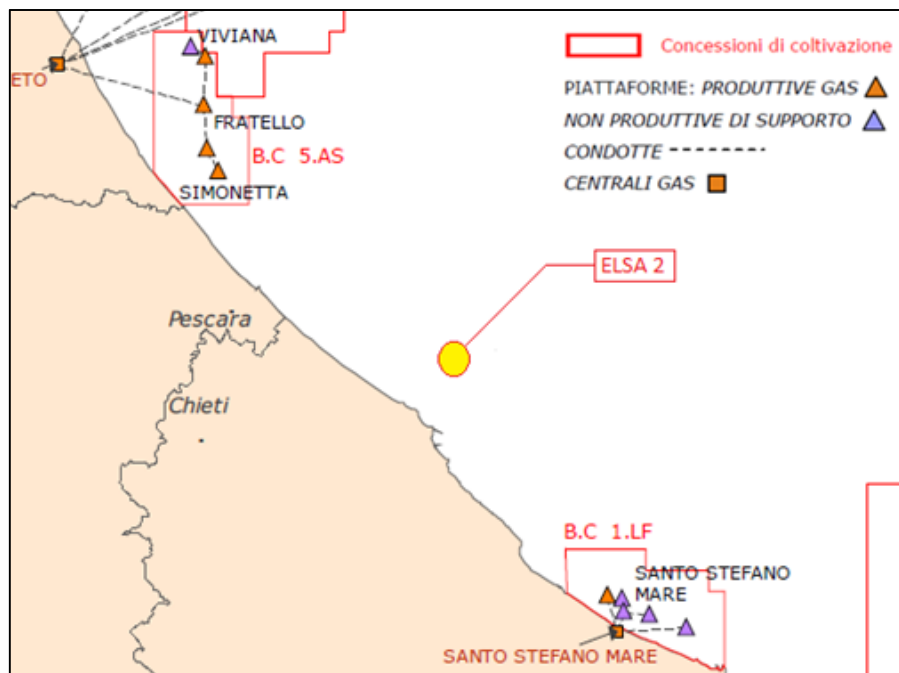 VIVIANA
Concessioni di coltivazione
ETO
PIATTAFORME: PRODUTTIVE GAS
FRATELLO
NON PRODUTTIVE DI SUPPORTO
B.C 5.AS
CONDOTTE
SIMONETTA
CENTRALI GAS
ELSA 2
Pescara
Chieti
B.C 1.LF
SANTO STEFANO
MARE
SANTO STEFANO MARE